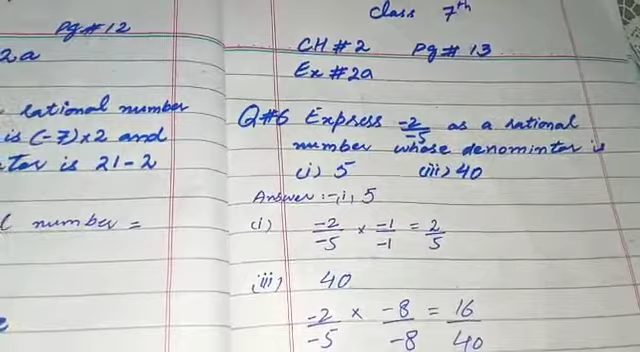 Pg # 12
2a
rational number
is (-7) × 2 and
tor is 21 - 2
number =
Class 7th
CH # 2 Pg # 13
Ex # 2a
Q#6 Express -2/-5 as a rational
number whose denomintor is
(i) 5 (iii) 40
Answer :- i, 5
(i) -2/-5 × -1/-1 = 2/5
(iii) 40
-2/-5 × -8/-8 = 16/40